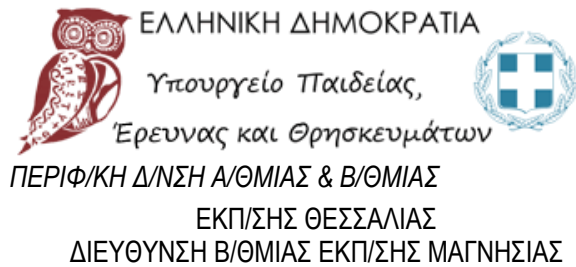 ΕΛΛΗΝΙΚΗ ΔΗΜΟΚΡΑΤΙΑ
Υπουργείο Παιδείας,
Έρευνας και Θρησκευμάτων
ΠΕΡΙΦ/ΚΗ Δ/ΝΣΗ Α/ΘΜΙΑΣ & Β/ΘΜΙΑΣ
ΕΚΠ/ΣΗΣ ΘΕΣΣΑΛΙΑΣ
ΔΙΕΥΘΥΝΣΗ Β/ΘΜΙΑΣ ΕΚΠ/ΣΗΣ ΜΑΓΝΗΣΙΑΣ